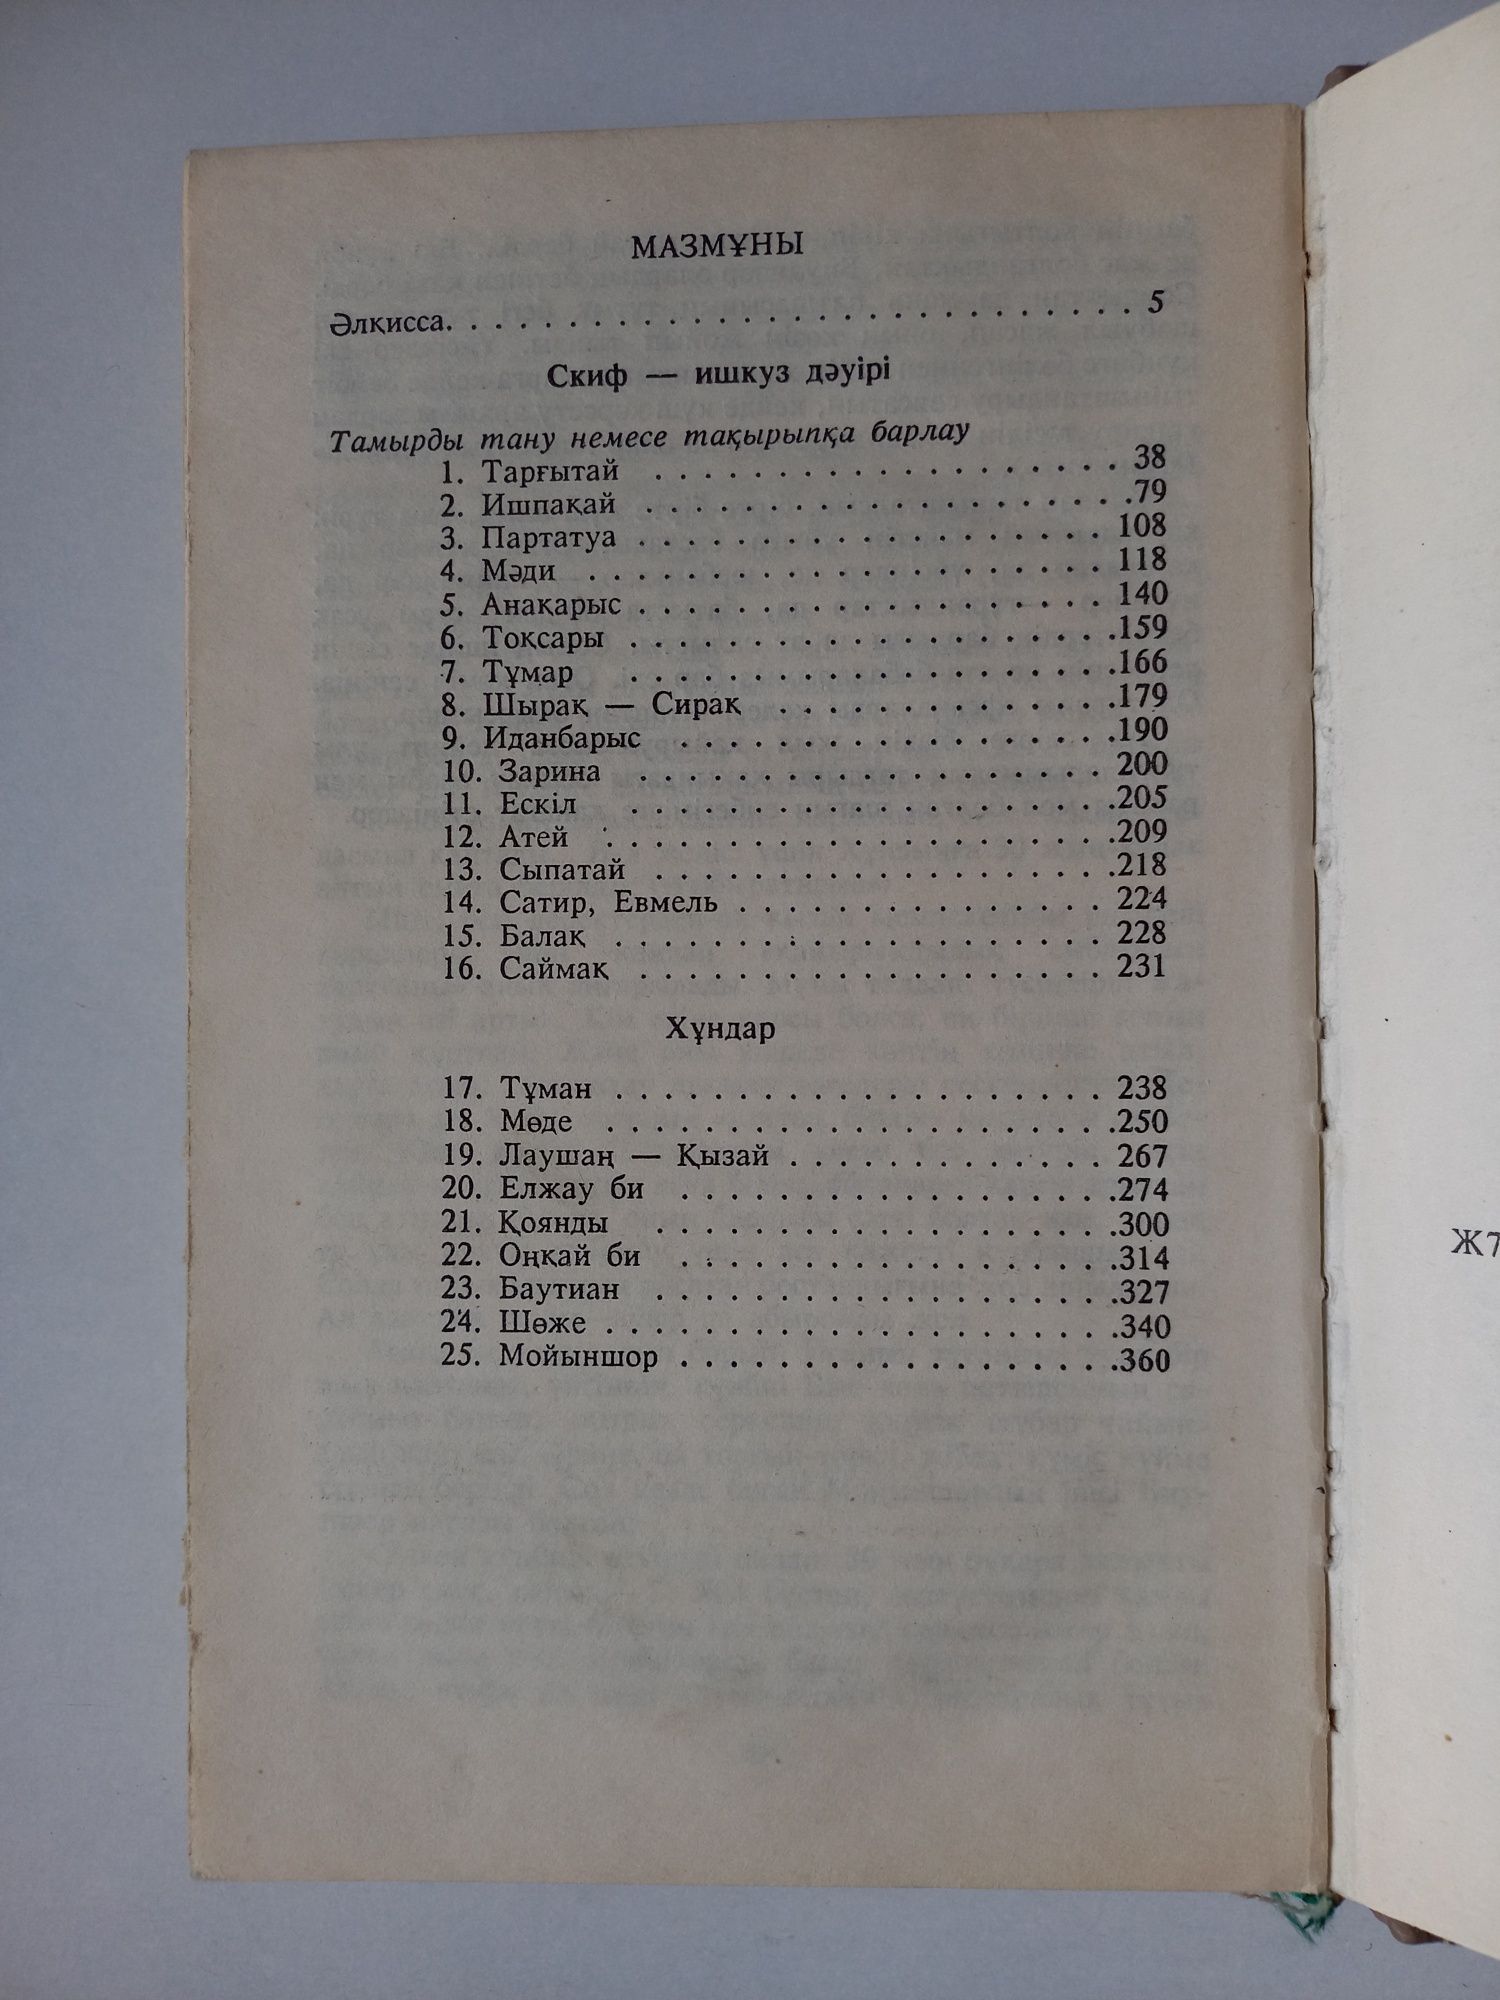 МАЗМҰНЫ
Әлқисса. . . . . . . . . . . . . . . . . . . . . . . . . . . . 5
Скиф — ишкуз дәуірі
Тамырды тану немесе тақырыпқа барлау
1. Тарғытай . . . . . . . . . . . . . . . . . . . 38
2. Ишпақай . . . . . . . . . . . . . . . . . . . .79
3. Партатуа . . . . . . . . . . . . . . . . . . . 108
4. Мәди . . . . . . . . . . . . . . . . . . . . . 118
5. Анақарыс . . . . . . . . . . . . . . . . . . . 140
6. Тоқсары . . . . . . . . . . . . . . . . . . . .159
7. Тұмар . . . . . . . . . . . . . . . . . . . .166
8. Шырақ — Сирақ . . . . . . . . . . . . . .179
9. Иданбарыс . . . . . . . . . . . . . . . . . .190
10. Зарина . . . . . . . . . . . . . . . . . . . 200
11. Ескіл . . . . . . . . . . . . . . . . . . .205
12. Атей . . . . . . . . . . . . . . . . . . . . .209
13. Сыпатай . . . . . . . . . . . . . . . . . . .218
14. Сатир, Евмель . . . . . . . . . . . . . . . 224
15. Балақ . . . . . . . . . . . . . . . . . . . . 228
16. Саймақ . . . . . . . . . . . . . . . . . . . 231
Хұндар
17. Тұман . . . . . . . . . . . . . . . . . . . . 238
18. Мөде . . . . . . . . . . . . . . . . . . . . .250
19. Лаушаң — Қызай . . . . . . . . . . . . . 267
20. Елжау би . . . . . . . . . . . . . . . . . .274
21. Қоянды . . . . . . . . . . . . . . . . . . .300
22. Оңқай би . . . . . . . . . . . . . . . . . .314
23. Баутиан . . . . . . . . . . . . . . . . . . .327
24. Шөже . . . . . . . . . . . . . . . . . . . . .340
25. Мойыншор . . . . . . . . . . . . . . . . . .360
Ж7